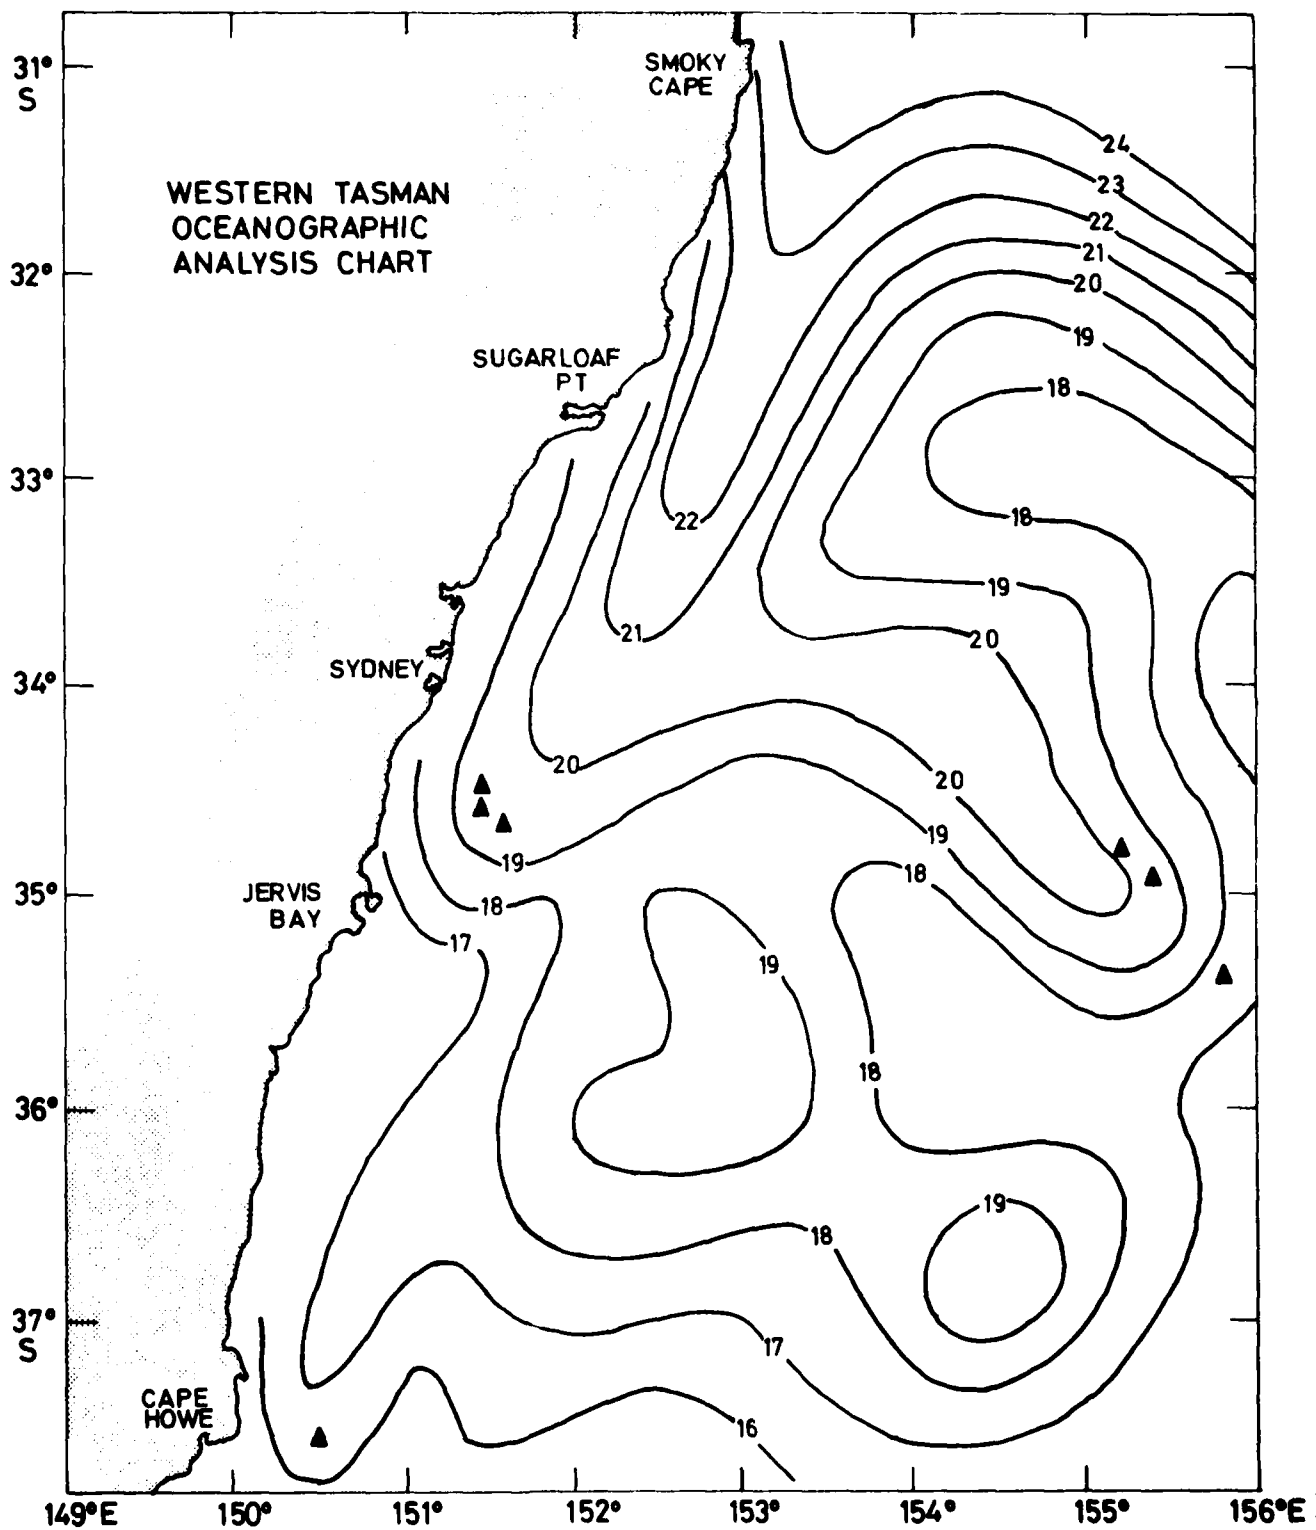 31°
S
SMOKY
CAPE
24
WESTERN TASMAN
OCEANOGRAPHIC
ANALYSIS CHART
23
22
21
32°
20
19
SUGARLOAF
PT
18
33°
18
22
19
21
20
SYDNEY
34°
20
20
19
19
18
35°
JERVIS
BAY
18
17
19
18
36°
19
18
37°
S
17
CAPE
HOWE
16
149°E
150°
151°
152°
153°
154°
155°
156°E